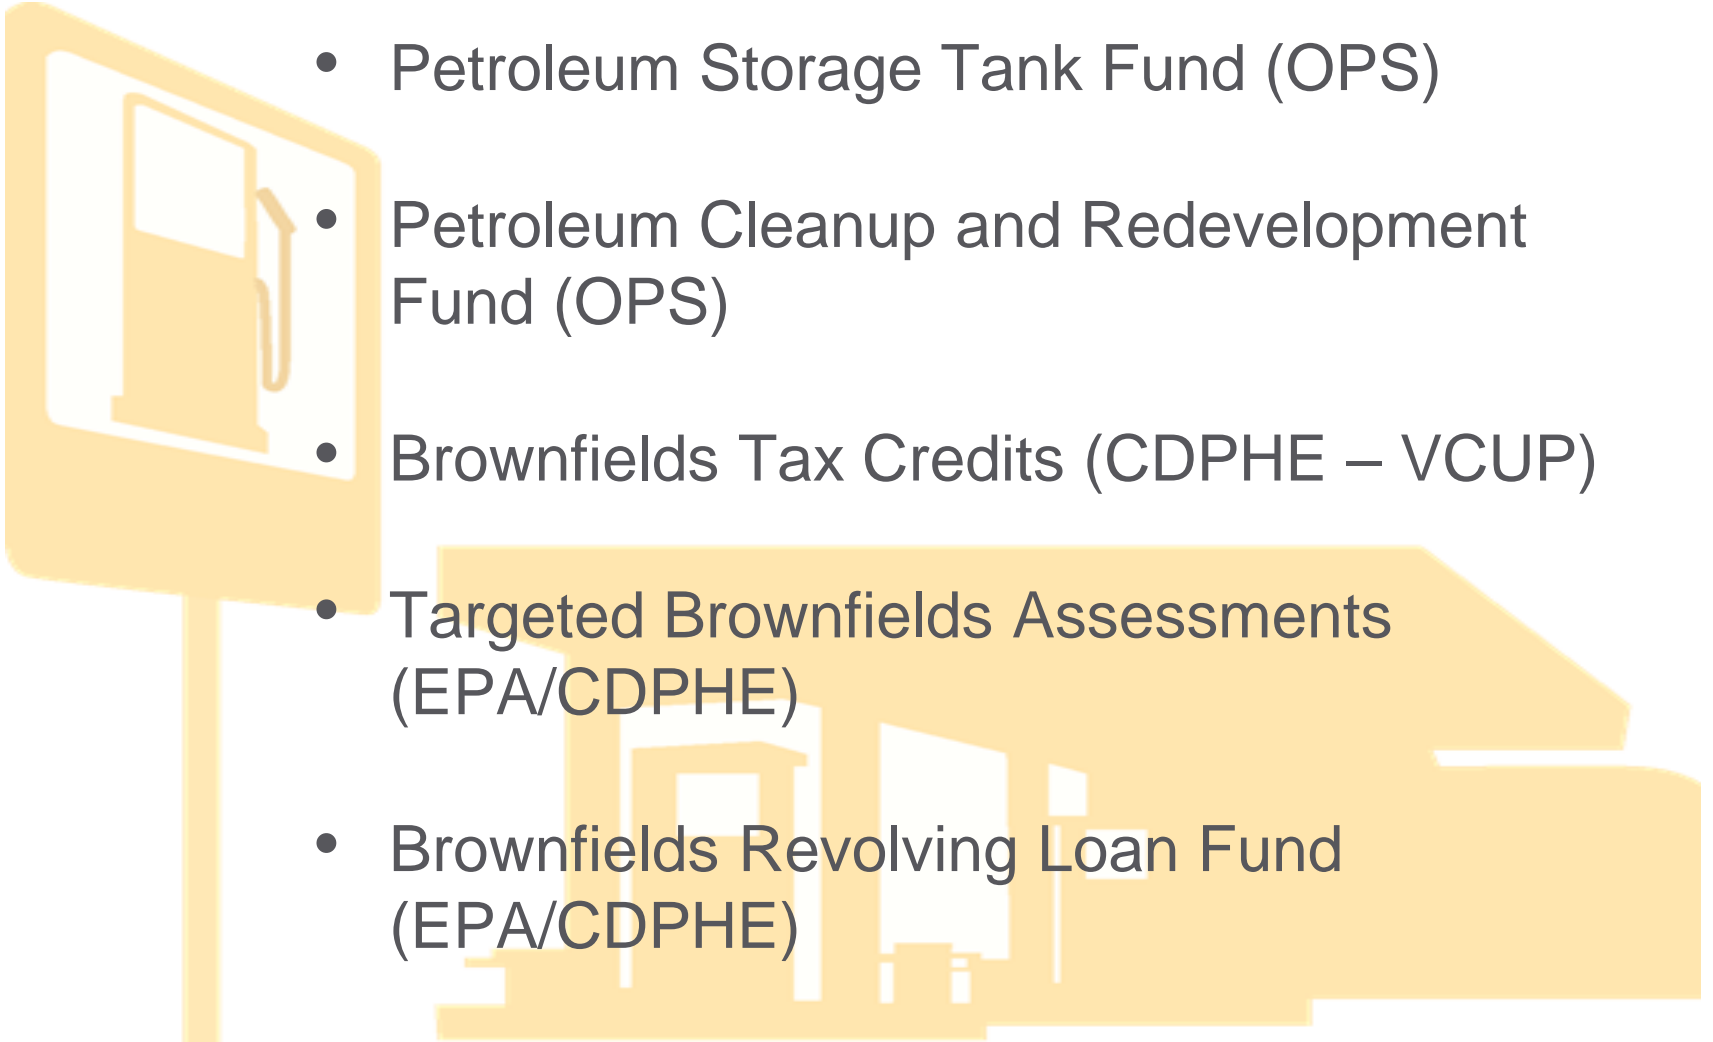 • Petroleum Storage Tank Fund (OPS)
• Petroleum Cleanup and Redevelopment
Fund (OPS)
• Brownfields Tax Credits (CDPHE – VCUP)
• Targeted Brownfields Assessments
(EPA/CDPHE)
• Brownfields Revolving Loan Fund
(EPA/CDPHE)